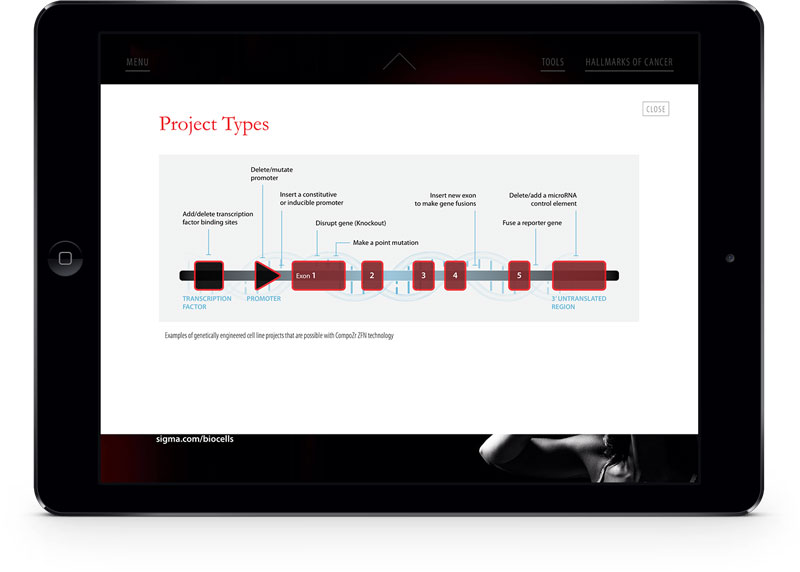 MENU
TOOLS
HALLMARKS OF CANCER
CLOSE
Project Types
Delete/mutate
promoter
Insert a constitutive
or inducible promoter
Insert new exon
to make gene fusions
Delete/add a microRNA
control element
Add/delete transcription
factor binding sites
Disrupt gene (Knockout)
Fuse a reporter gene
Make a point mutation
Exon 1
2
3
4
5
TRANSCRIPTION
FACTOR
PROMOTER
3' UNTRANSLATED
REGION
Examples of genetically engineered cell line projects that are possible with CompoZr ZFN technology
sigma.com/biocells